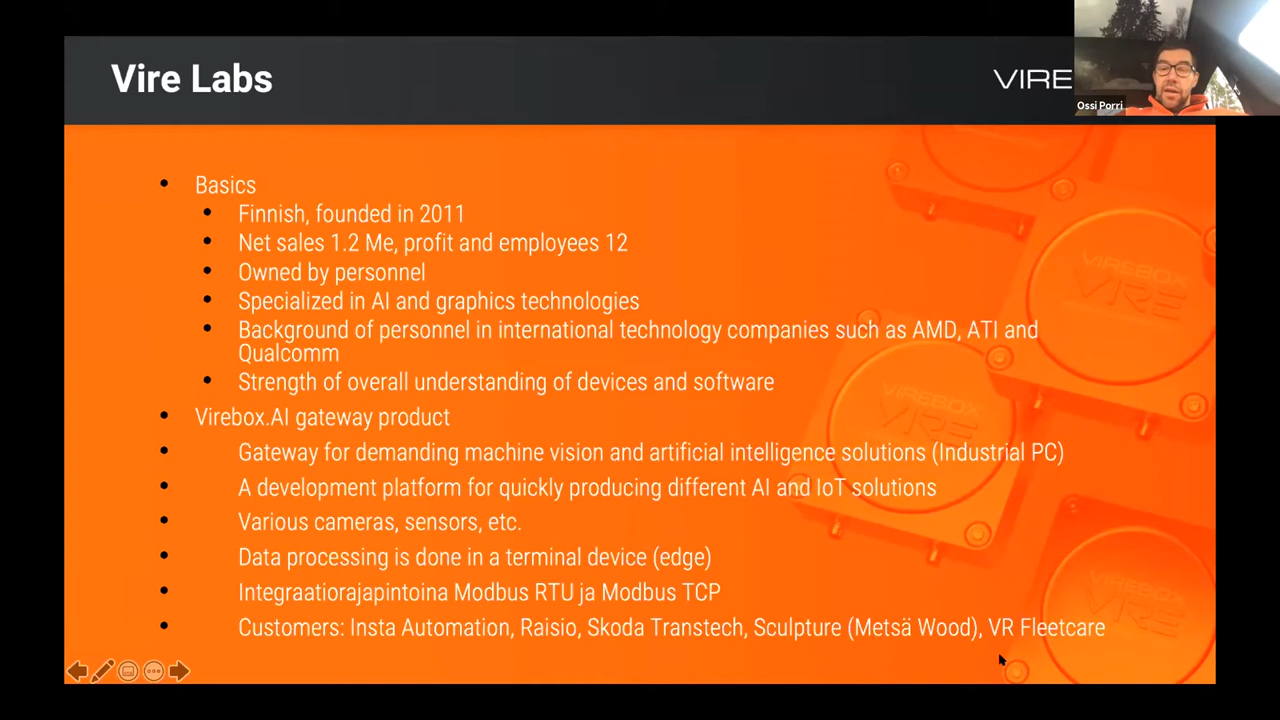 Vire Labs
VIRE
Ossi Porri
Basics
Finnish, founded in 2011
Net sales 1.2 Me, profit and employees 12
Owned by personnel
Specialized in AI and graphics technologies
Background of personnel in international technology companies such as AMD, ATI and
Qualcomm
Strength of overall understanding of devices and software
Virebox.AI gateway product
Gateway for demanding machine vision and artificial intelligence solutions (Industrial PC)
A development platform for quickly producing different AI and IoT solutions
Various cameras, sensors, etc.
Data processing is done in a terminal device (edge)
Integraatiorajapintoina Modbus RTU ja Modbus TCP
Customers: Insta Automation, Raisio, Skoda Transtech, Sculpture (Metsä Wood), VR Fleetcare
VIREBOX
VIRE
VIREBOX
VIRE